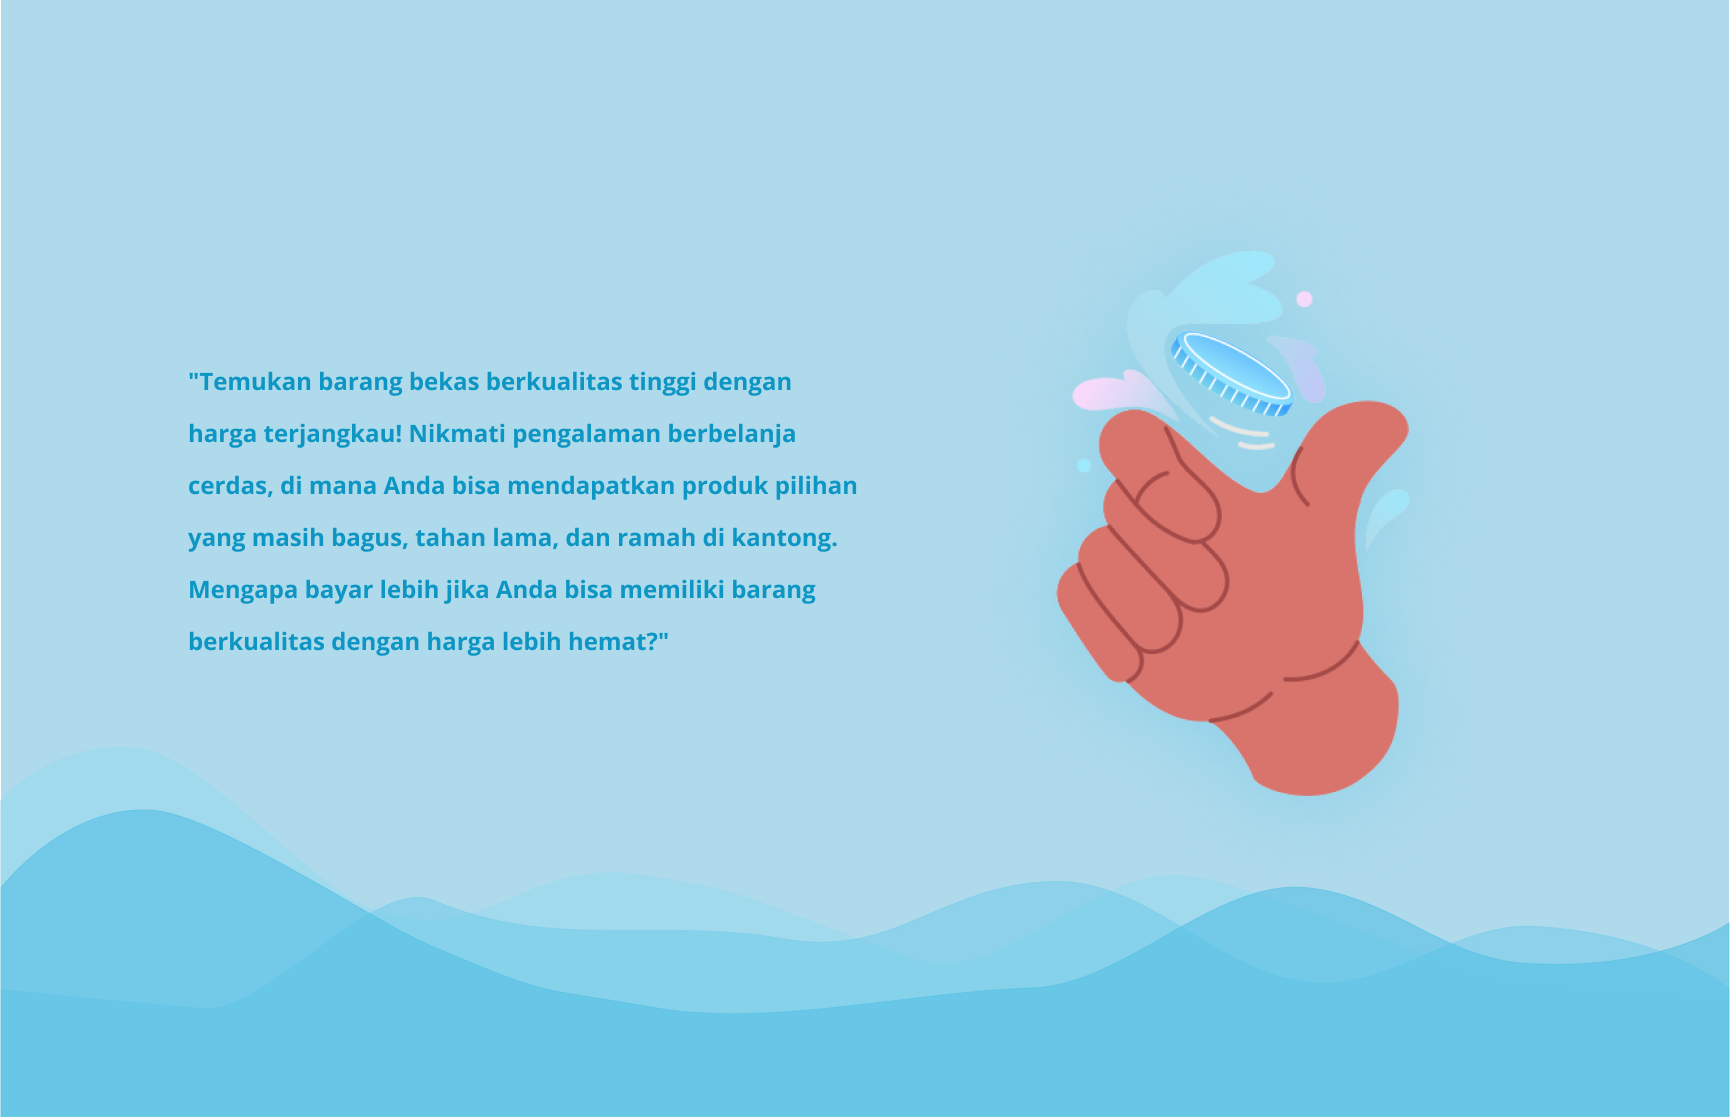 "Temukan barang bekas berkualitas tinggi dengan
harga terjangkau! Nikmati pengalaman berbelanja
cerdas, di mana Anda bisa mendapatkan produk pilihan
yang masih bagus, tahan lama, dan ramah di kantong.
Mengapa bayar lebih jika Anda bisa memiliki barang
berkualitas dengan harga lebih hemat?"